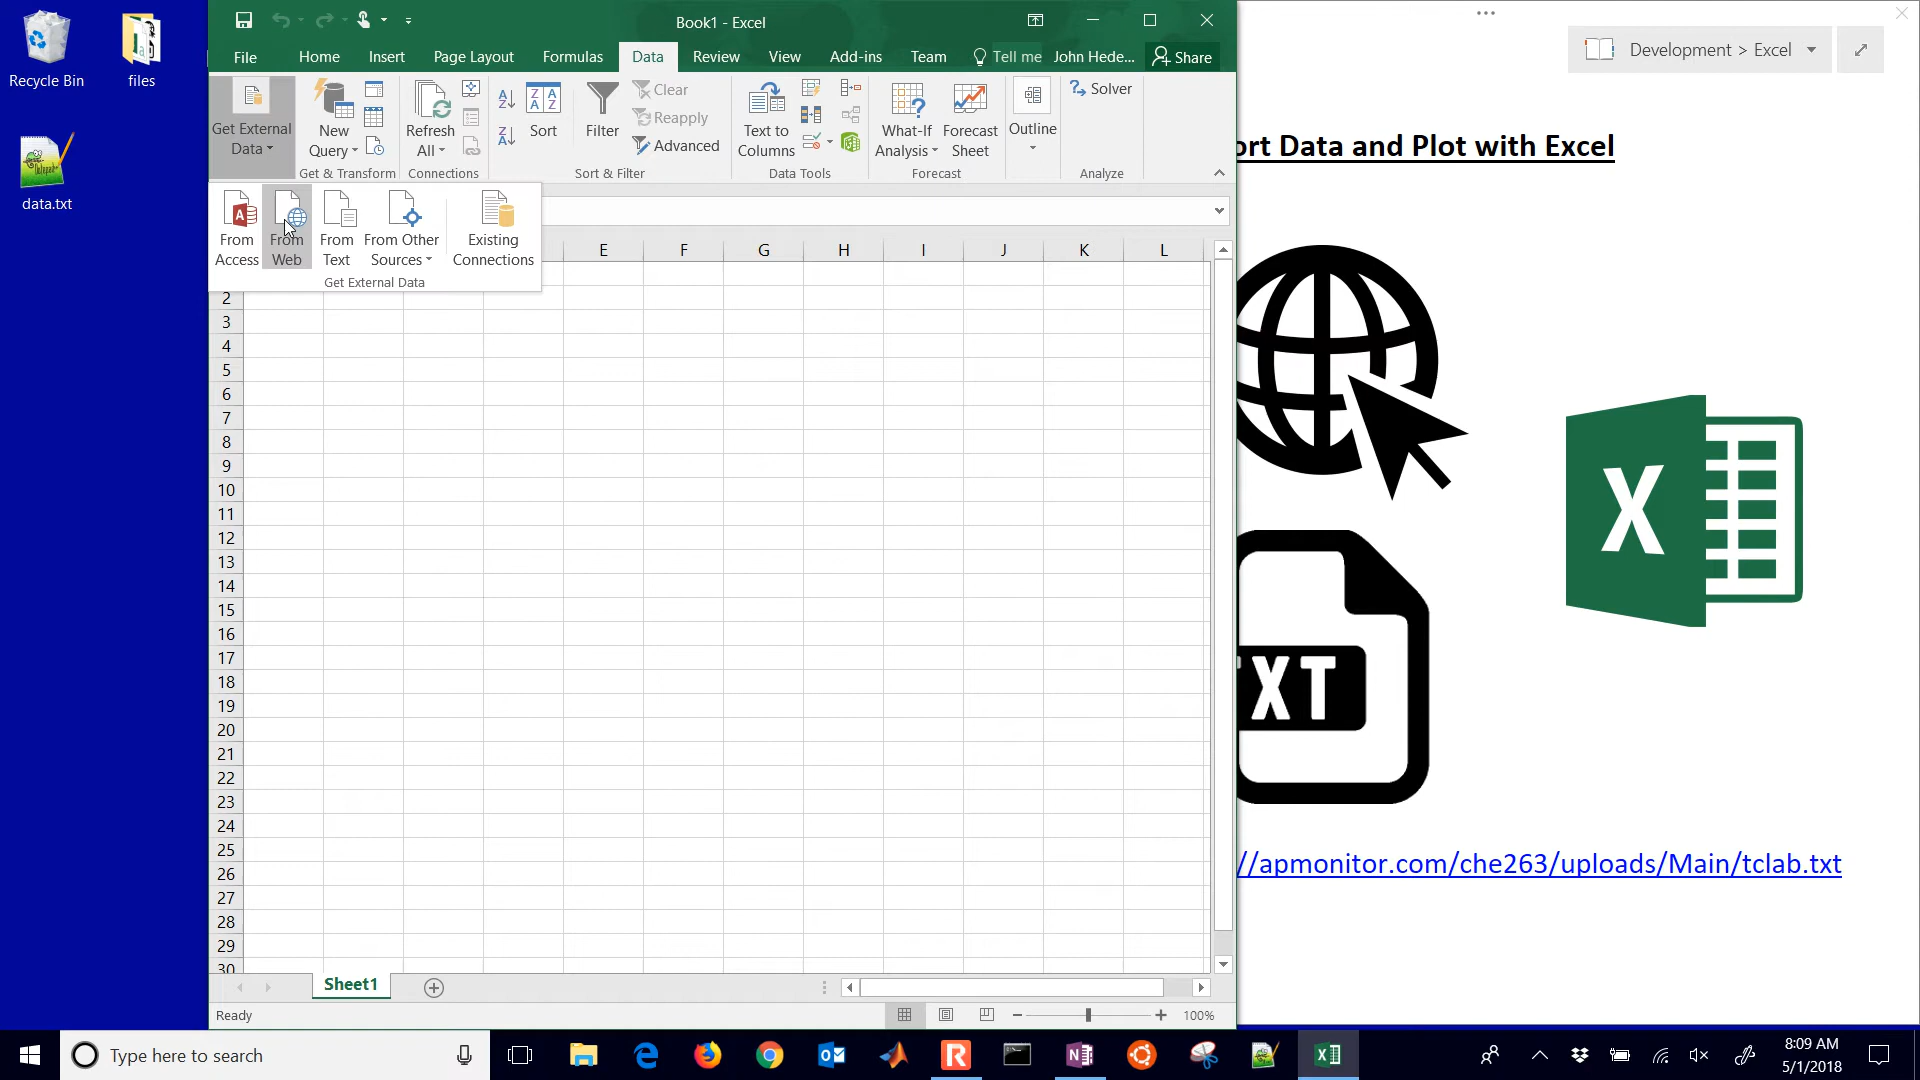 Recycle Bin
files
data.txt
Book1 - Excel
File
Home
Insert
Page Layout
Formulas
Data
Review
View
Add-ins
Team
Tell me
John Hede...
Share
Get External
Data
New
Query
Get & Transform
Refresh
All
Connections
Sort
Filter
Clear
Reapply
Advanced
Sort & Filter
Text to
Columns
Data Tools
What-If
Analysis
Forecast
Sheet
Forecast
Outline
Solver
Analyze
From
Access
From
Web
From
Text
From Other
Sources
Existing
Connections
Get External Data
E F G H I J K L
2
3
4
5
6
7
8
9
10
11
12
13
14
15
16
17
18
19
20
21
22
23
24
25
26
27
28
29
30
Sheet1
Ready
100%
Development > Excel
ort Data and Plot with Excel
X
TXT
//apmonitor.com/che263/uploads/Main/tclab.txt
Type here to search
8:09 AM
5/1/2018